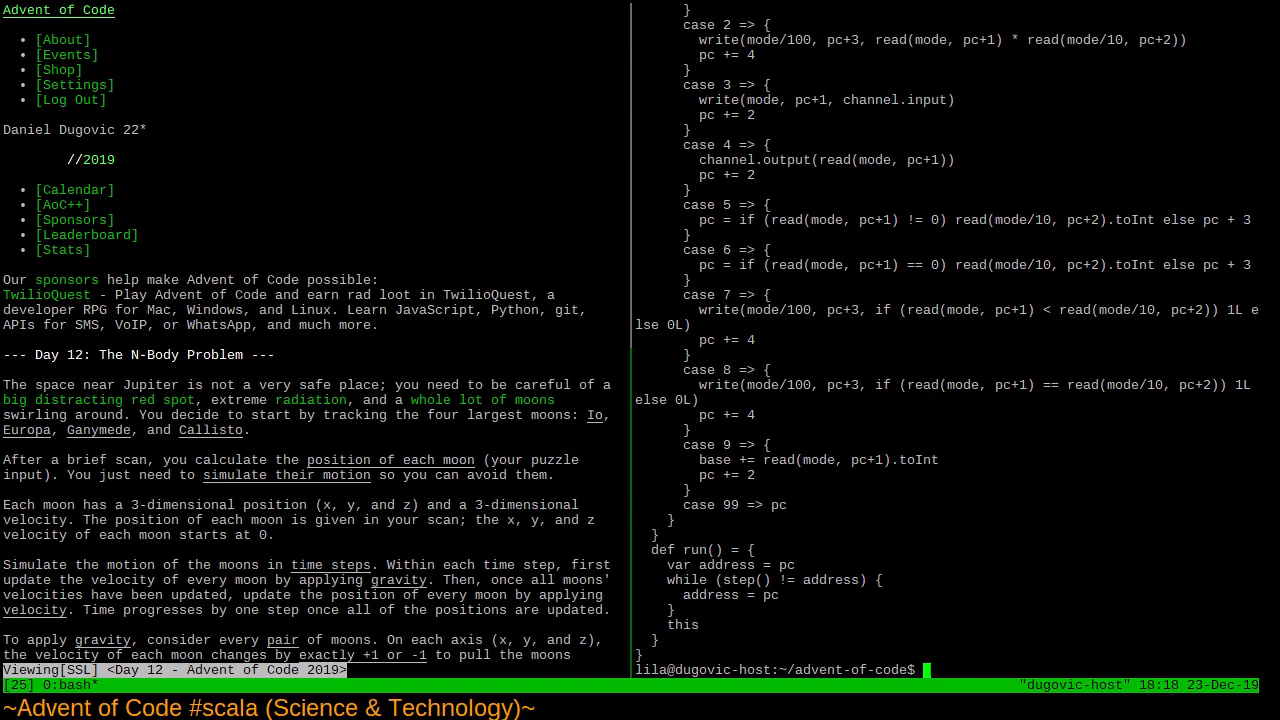 Advent of Code
• [About]
• [Events]
• [Shop]
• [Settings]
• [Log Out]
Daniel Dugovic 22*
//2019
• [Calendar]
• [AoC++]
• [Sponsors]
• [Leaderboard]
• [Stats]
Our sponsors help make Advent of Code possible:
TwilioQuest - Play Advent of Code and earn rad loot in TwilioQuest, a
developer RPG for Mac, Windows, and Linux. Learn JavaScript, Python, git,
APIs for SMS, VoIP, or WhatsApp, and much more.
--- Day 12: The N-Body Problem ---
The space near Jupiter is not a very safe place; you need to be careful of a
big distracting red spot, extreme radiation, and a whole lot of moons
swirling around. You decide to start by tracking the four largest moons: Io,
Europa, Ganymede, and Callisto.
After a brief scan, you calculate the position of each moon (your puzzle
input). You just need to simulate their motion so you can avoid them.
Each moon has a 3-dimensional position (x, y, and z) and a 3-dimensional
velocity. The position of each moon is given in your scan; the x, y, and z
velocity of each moon starts at 0.
Simulate the motion of the moons in time steps. Within each time step, first
update the velocity of every moon by applying gravity. Then, once all moons'
velocities have been updated, update the position of every moon by applying
velocity. Time progresses by one step once all of the positions are updated.
To apply gravity, consider every pair of moons. On each axis (x, y, and z),
the velocity of each moon changes by exactly +1 or -1 to pull the moons
Viewing[SSL] <Day 12 - Advent of Code 2019>
}
case 2 => {
write(mode/100, pc+3, read(mode, pc+1) * read(mode/10, pc+2))
pc += 4
}
case 3 => {
write(mode, pc+1, channel.input)
pc += 2
}
case 4 => {
channel.output(read(mode, pc+1))
pc += 2
}
case 5 => {
pc = if (read(mode, pc+1) != 0) read(mode/10, pc+2).toInt else pc + 3
}
case 6 => {
pc = if (read(mode, pc+1) == 0) read(mode/10, pc+2).toInt else pc + 3
}
case 7 => {
write(mode/100, pc+3, if (read(mode, pc+1) < read(mode/10, pc+2)) 1L e
lse 0L)
pc += 4
}
case 8 => {
write(mode/100, pc+3, if (read(mode, pc+1) == read(mode/10, pc+2)) 1L
else 0L)
pc += 4
}
case 9 => {
base += read(mode, pc+1).toInt
pc += 2
}
case 99 => pc
}
}
def run() = {
var address = pc
while (step() != address) {
address = pc
}
this
}
}
lila@dugovic-host:~/advent-of-code$
[25] 0:bash* "dugovic-host" 18:18 23-Dec-19
~Advent of Code #scala (Science & Technology)~